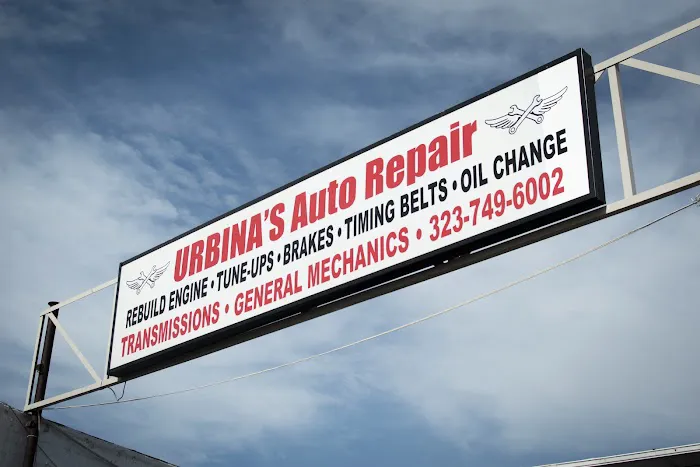 URBINA'S Auto Repair
REBUILD ENGINE • TUNE-UPS • BRAKES • TIMING BELTS • OIL CHANGE
TRANSMISSIONS • GENERAL MECHANICS • 323-749-6002